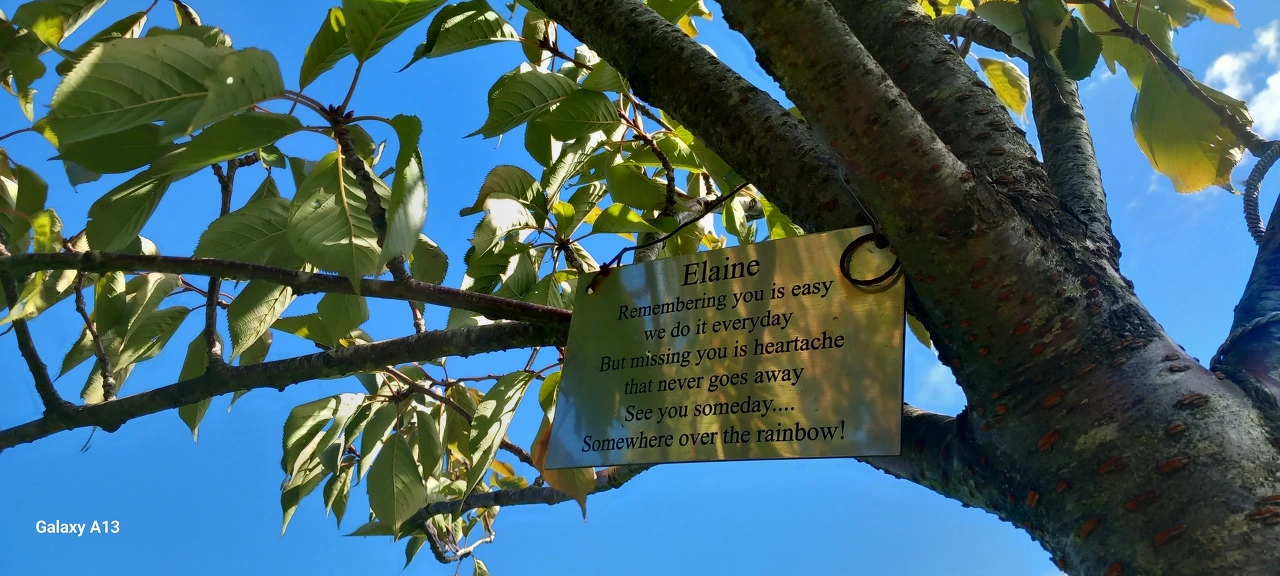 Elaine
Remembering you is easy
we do it everyday
But missing you is heartache
that never goes away
See you someday....
Somewhere over the rainbow!
Galaxy A13